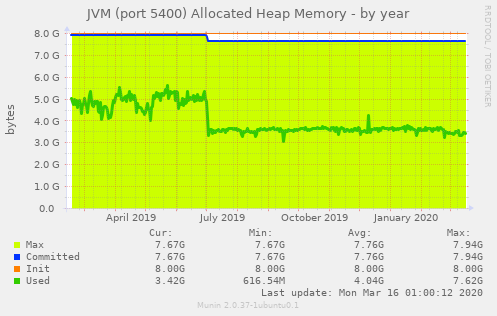 JVM (port 5400) Allocated Heap Memory - by year
RRDTOOL / TOBI OETIKER
bytes
8.0 G
7.0 G
6.0 G
5.0 G
4.0 G
3.0 G
2.0 G
1.0 G
0.0
April 2019 July 2019 October 2019 January 2020
Cur: Min: Avg: Max:
Max 7.67G 7.67G 7.76G 7.94G
Committed 7.67G 7.67G 7.76G 7.94G
Init 8.00G 8.00G 8.00G 8.00G
Used 3.42G 616.54M 4.04G 7.62G
Last update: Mon Mar 16 01:00:12 2020
Munin 2.0.37-1ubuntu0.1